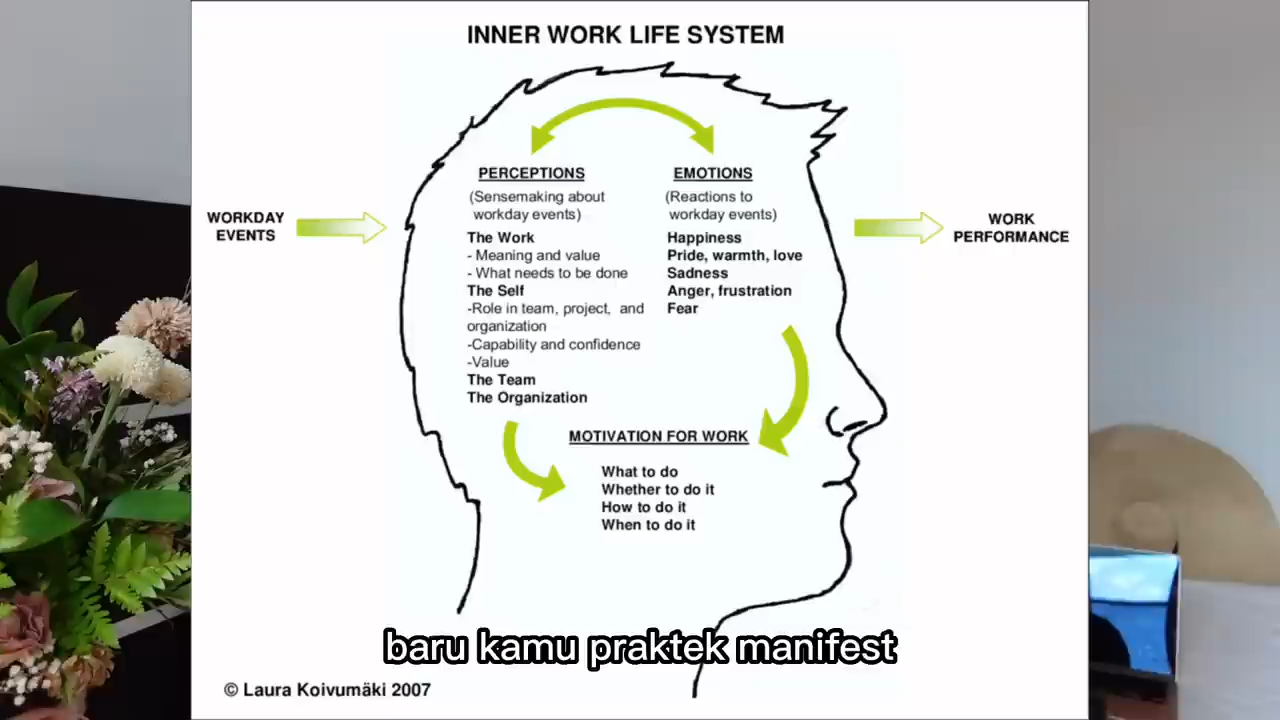 INNER WORK LIFE SYSTEM
WORKDAY
EVENTS
PERCEPTIONS
(Sensemaking about
workday events)
The Work
- Meaning and value
- What needs to be done
The Self
-Role in team, project, and
organization
-Capability and confidence
-Value
The Team
The Organization
EMOTIONS
(Reactions to
workday events)
Happiness
Pride, warmth, love
Sadness
Anger, frustration
Fear
MOTIVATION FOR WORK
What to do
Whether to do it
How to do it
When to do it
WORK
PERFORMANCE
baru kamu praktek manifest
© Laura Koivumäki 2007